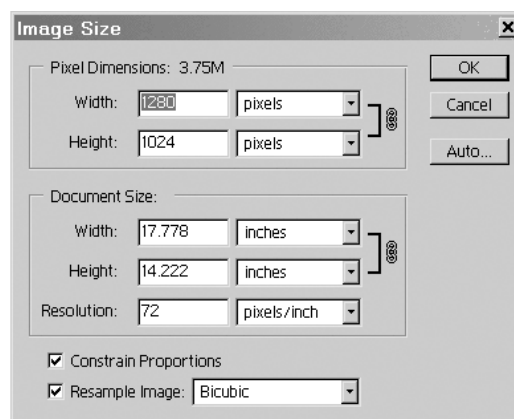 Image Size
Pixel Dimensions: 3.75M
Width: 1280 pixels
Height: 1024 pixels
OK
Cancel
Auto...
Document Size:
Width: 17.778 inches
Height: 14.222 inches
Resolution: 72 pixels/inch
Constrain Proportions
Resample Image: Bicubic